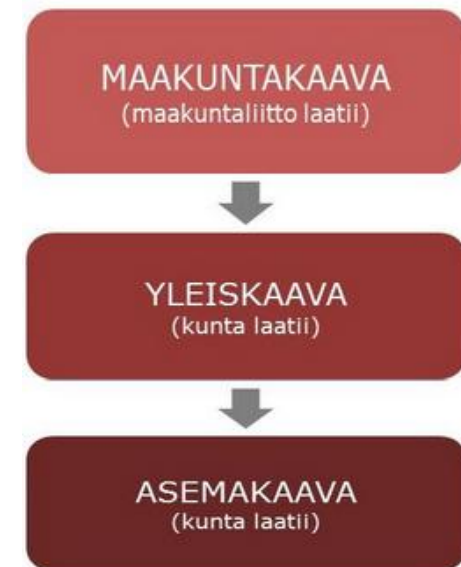 MAAKUNTAKAAVA
(maakuntaliitto laatii)
YLEISKAAVA
(kunta laatii)
ASEMAKAAVA
(kunta laatii)